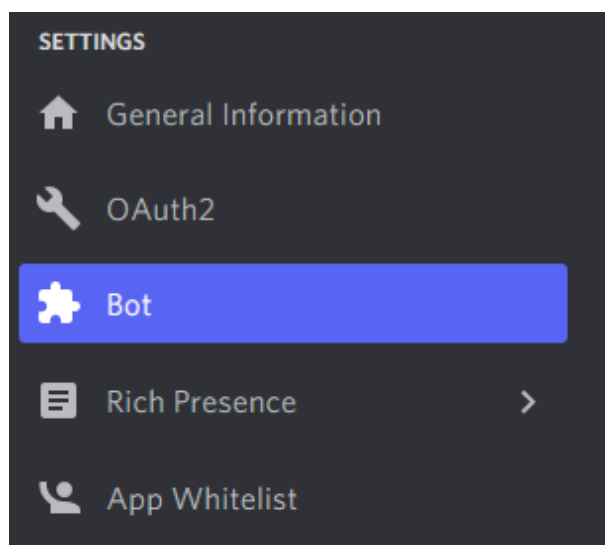 SETTINGS
General Information
OAuth2
Bot
Rich Presence
App Whitelist